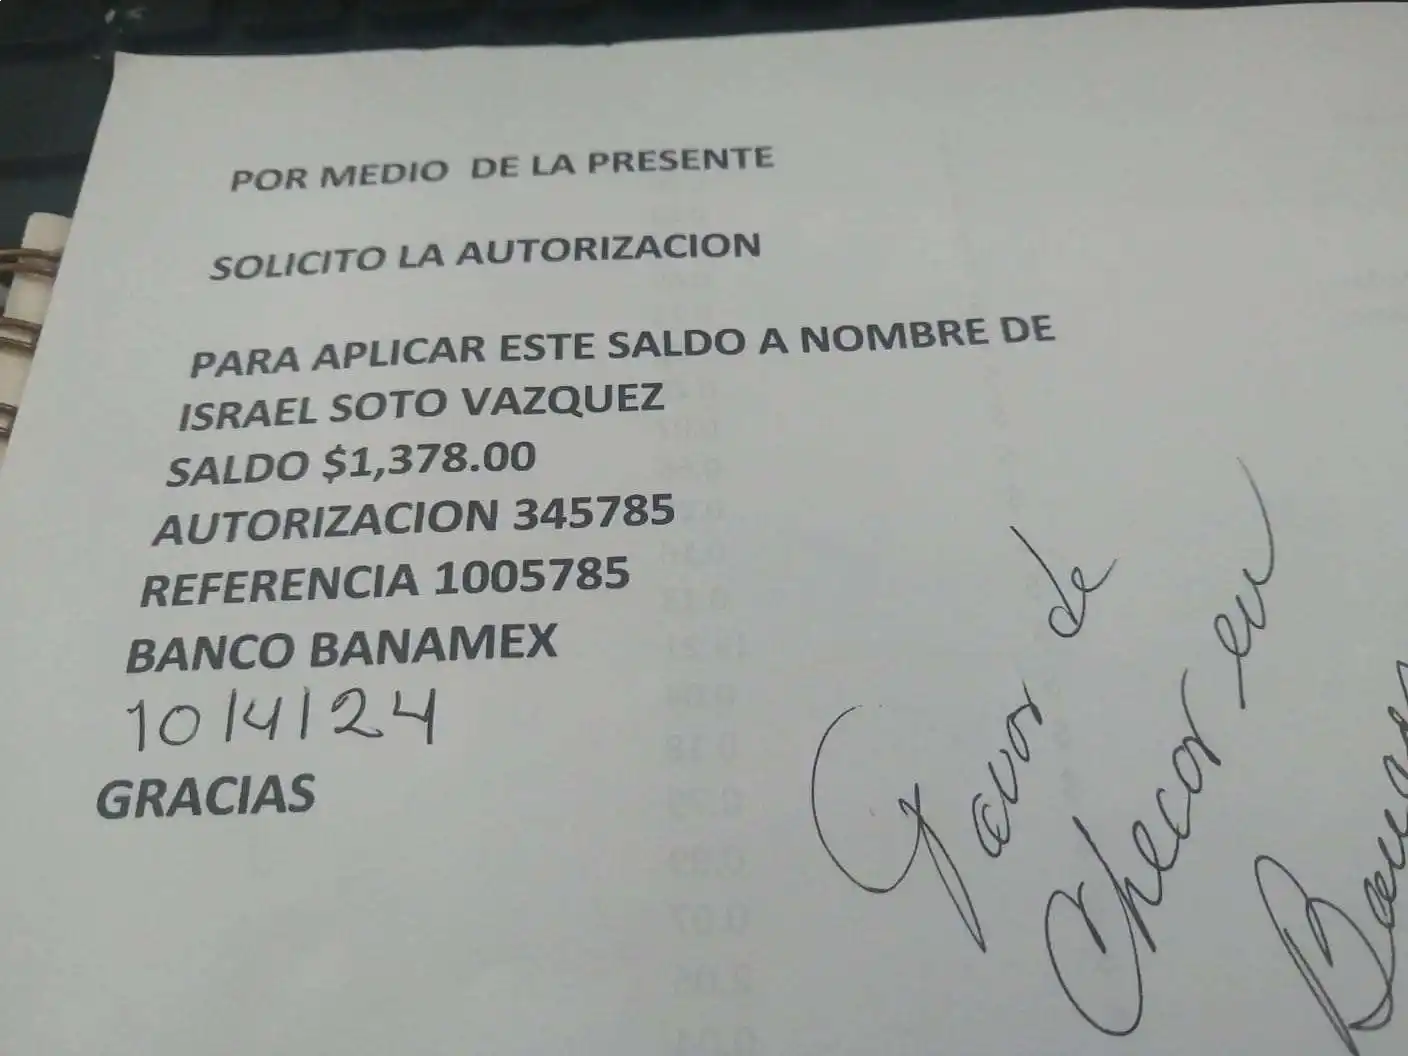 POR MEDIO DE LA PRESENTE
SOLICITO LA AUTORIZACION
PARA APLICAR ESTE SALDO A NOMBRE DE
ISRAEL SOTO VAZQUEZ
SALDO $1,378.00
AUTORIZACION 345785
REFERENCIA 1005785
BANCO BANAMEX
10/4/24
GRACIAS
Favor de
Checar en